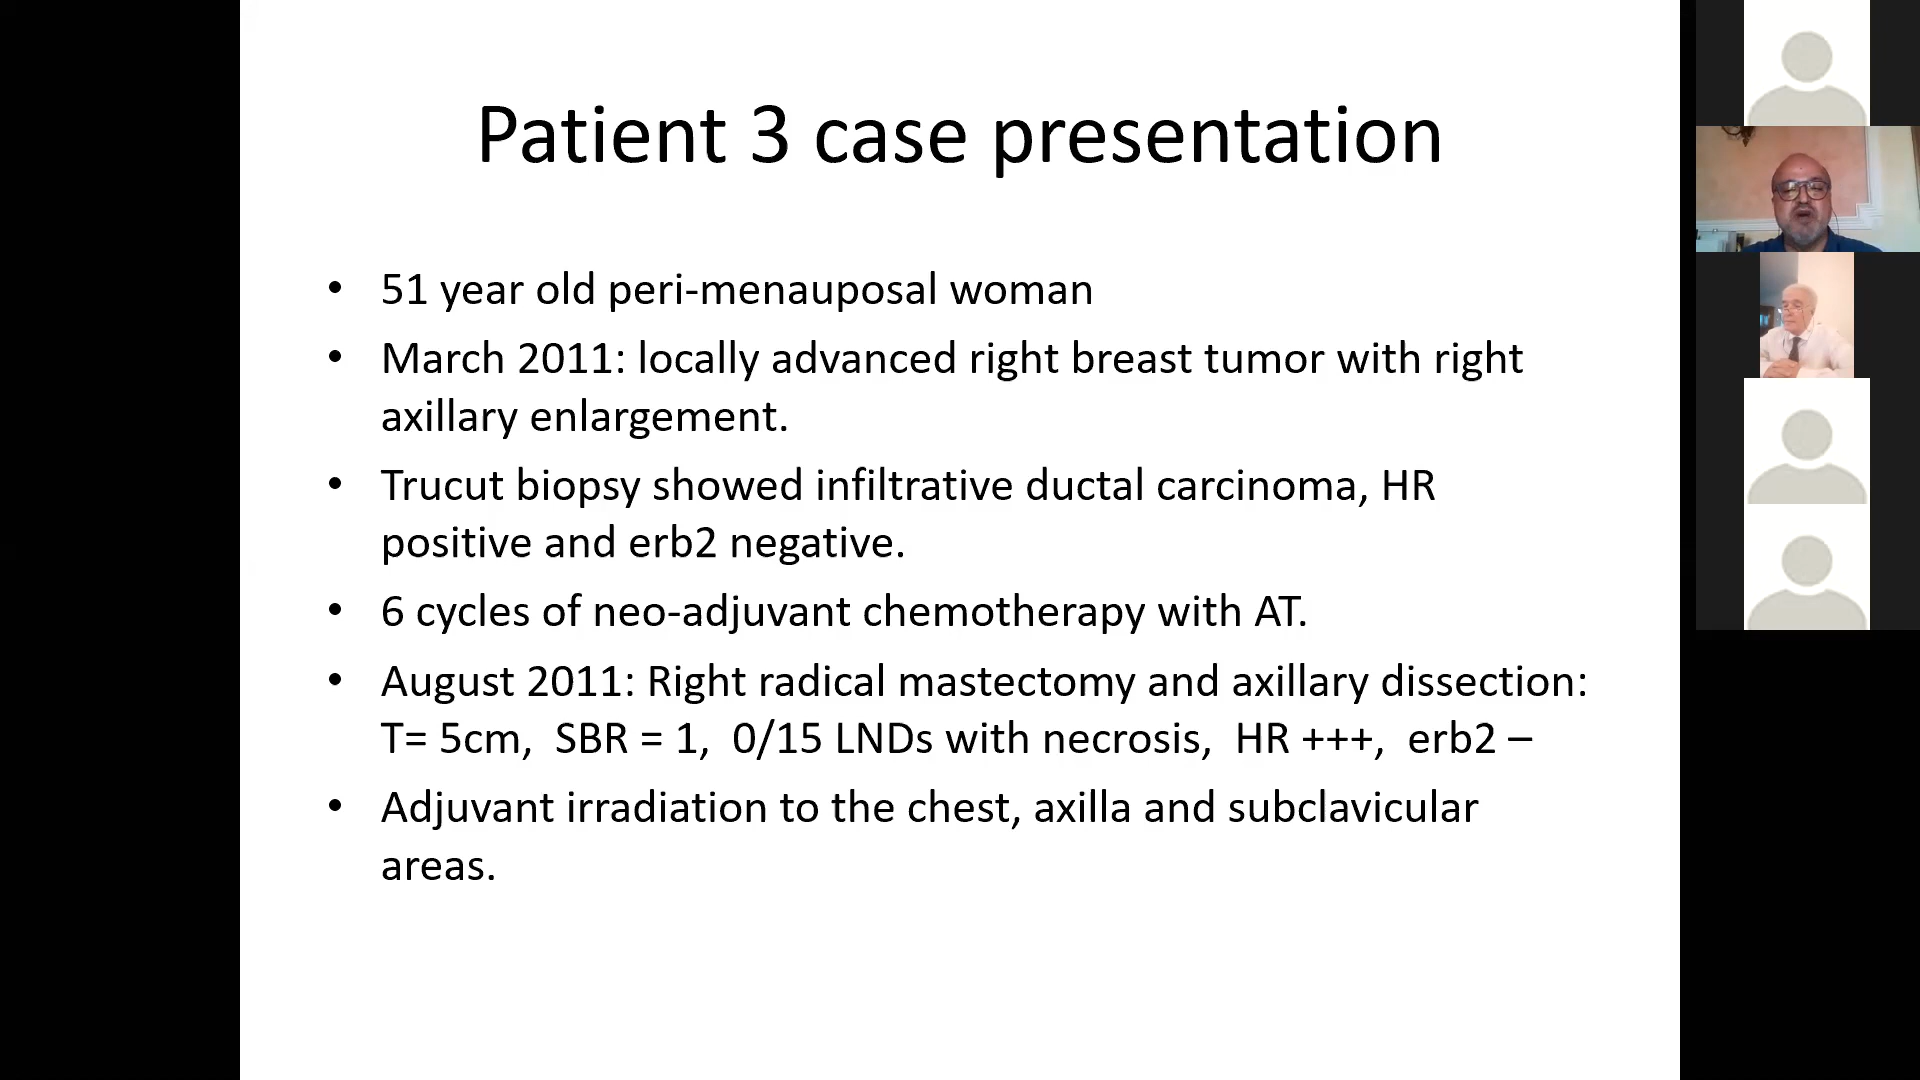 Patient 3 case presentation
• 51 year old peri-menauposal woman
• March 2011: locally advanced right breast tumor with right
axillary enlargement.
• Trucut biopsy showed infiltrative ductal carcinoma, HR
positive and erb2 negative.
• 6 cycles of neo-adjuvant chemotherapy with AT.
• August 2011: Right radical mastectomy and axillary dissection:
T= 5cm, SBR = 1, 0/15 LNDs with necrosis, HR +++, erb2 –
• Adjuvant irradiation to the chest, axilla and subclavicular
areas.